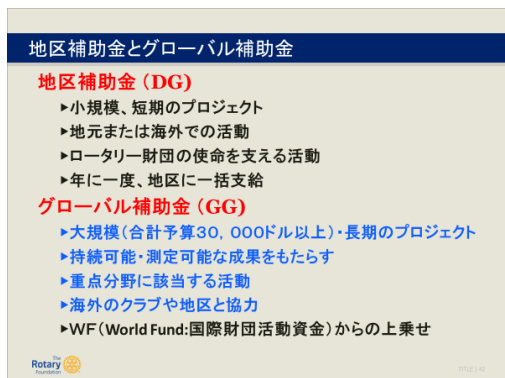 地区補助金とグローバル補助金
地区補助金(DG)
▶小規模、短期のプロジェクト
▶地元または海外での活動
▶ロータリー財団の使命を支える活動
▶年に一度、地区に一括支給
グローバル補助金(GG)
▶大規模(合計予算30,000ドル以上)・長期のプロジェクト
▶持続可能・測定可能な成果をもたらす
▶重点分野に該当する活動
▶海外のクラブや地区と協力
▶WF(World Fund:国際財団活動資金)からの上乗せ
The
Rotary
Foundation